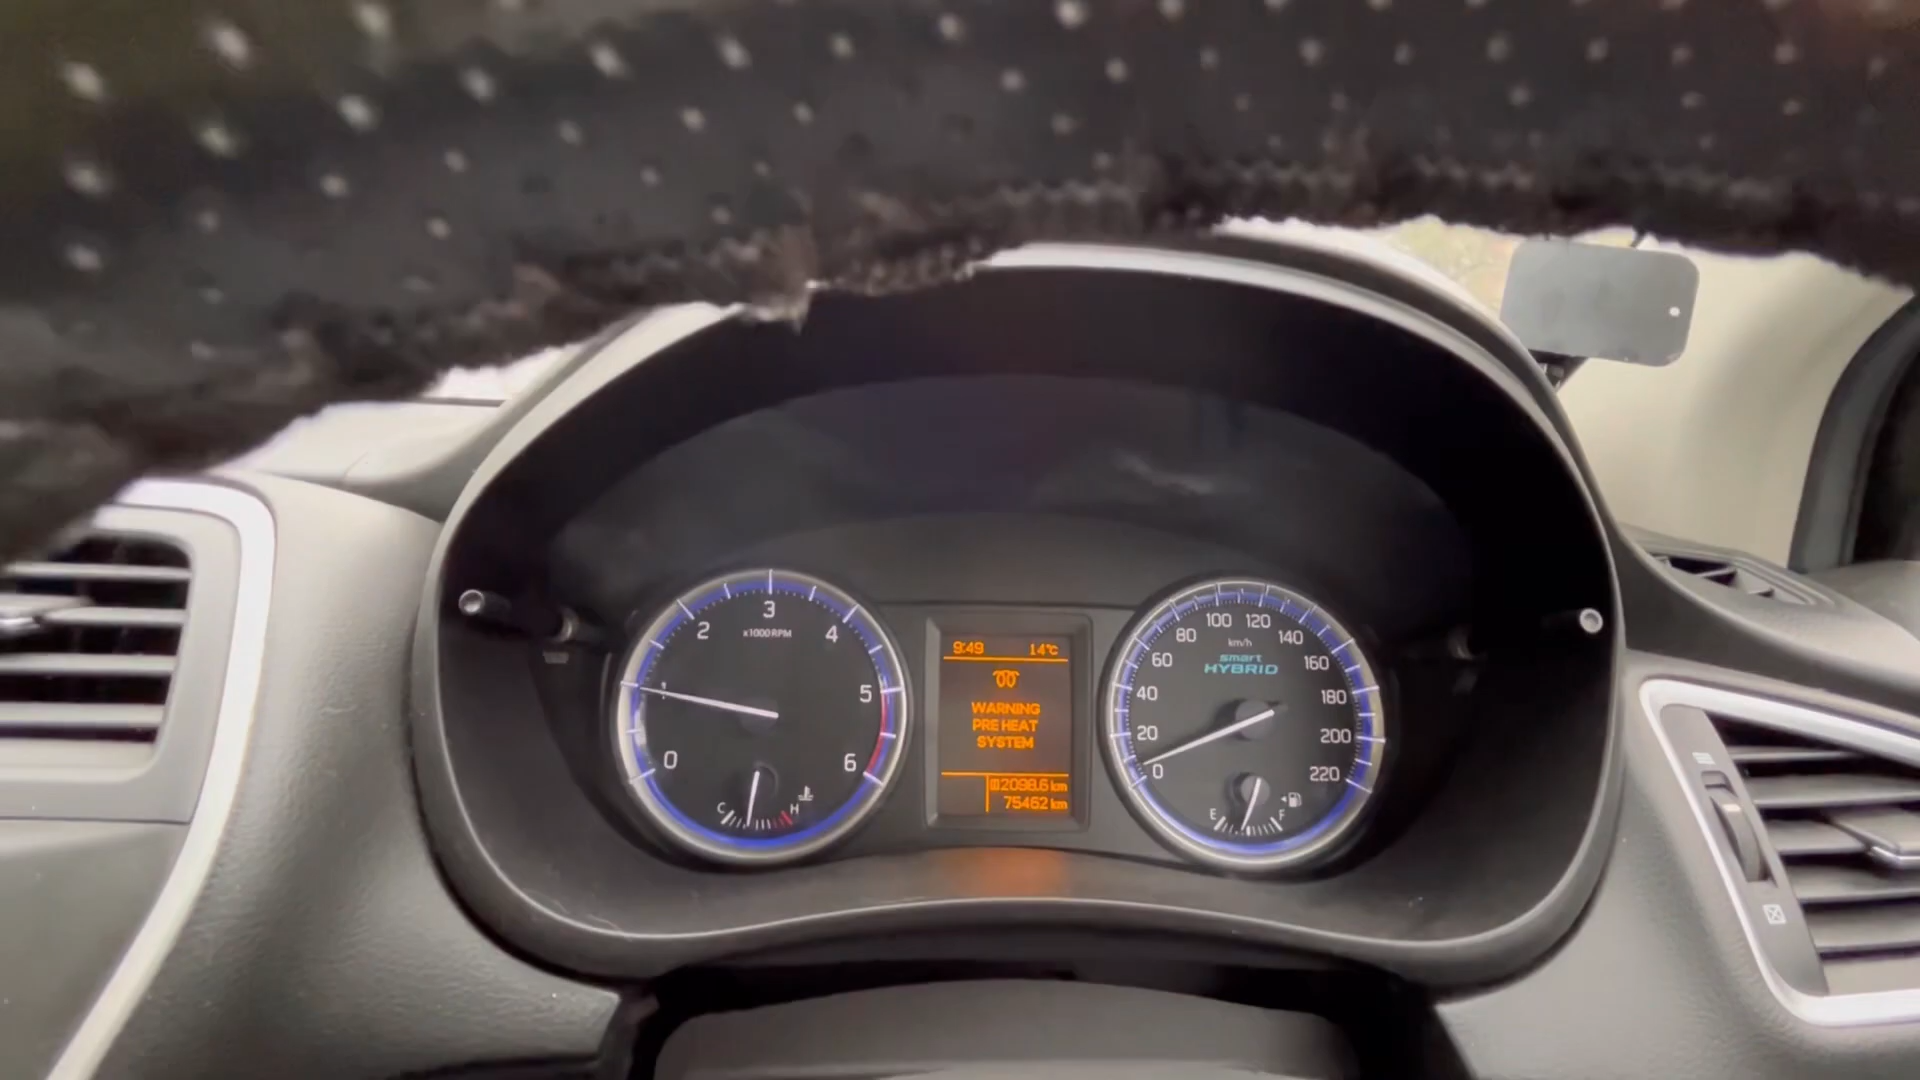 3
2
4
x1000 RPM
1
5
0
6
C
H
9:49 14℃
WARNING
PRE HEAT
SYSTEM
2098.6 km
75462 km
100 120
80 140
km/h
60 160
smart
HYBRID
40 180
20 200
0 220
E F